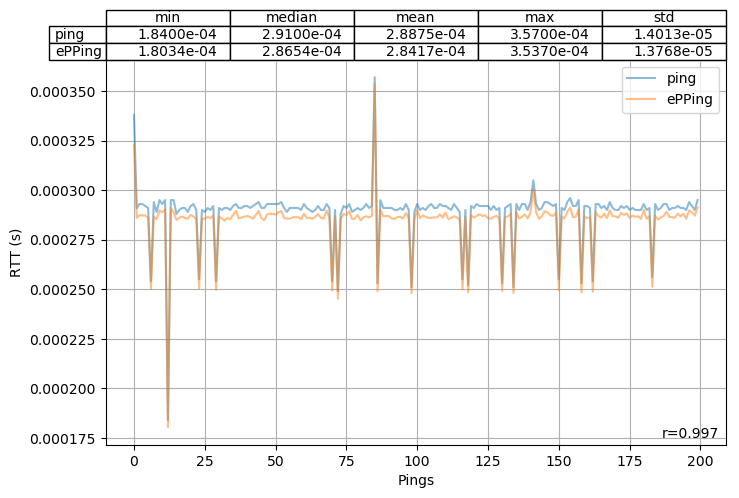 min median mean max std
ping 1.8400e-04 2.9100e-04 2.8875e-04 3.5700e-04 1.4013e-05
ePPing 1.8034e-04 2.8654e-04 2.8417e-04 3.5370e-04 1.3768e-05
ping
ePPing
0.000350
0.000325
0.000300
0.000275
0.000250
0.000225
0.000200
0.000175
RTT (s)
r=0.997
0 25 50 75 100 125 150 175 200
Pings